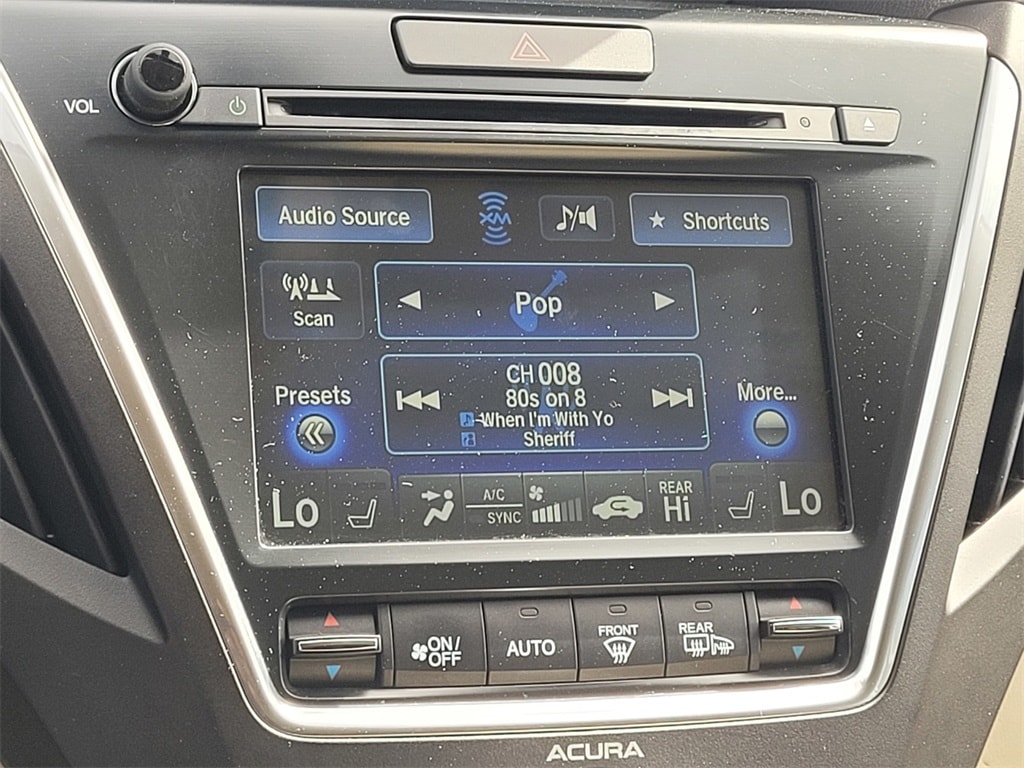 VOL
Audio Source
XM
★ Shortcuts
Scan
Pop
CH 008
80s on 8
When I'm With Yo
Sheriff
Presets
More...
Lo
A/C
SYNC
REAR
Hi
Lo
ON/
OFF
AUTO
FRONT
REAR
ACURA